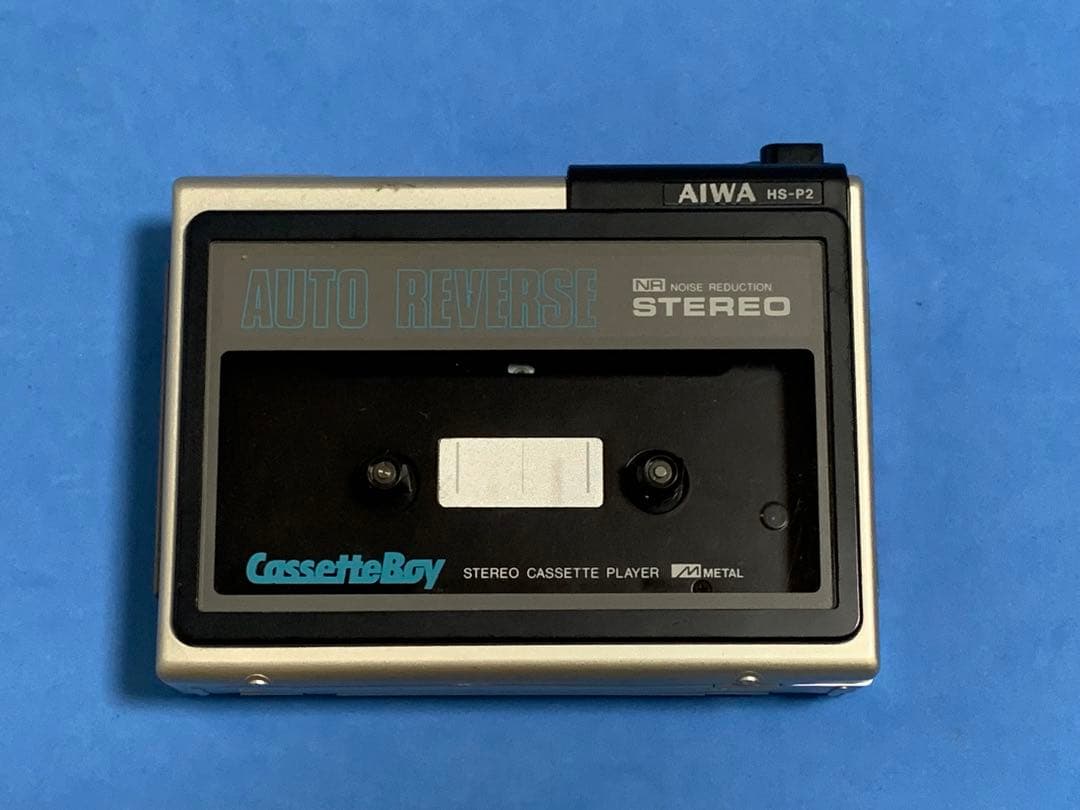 AIWA HS-P2
AUTO REVERSE
NR NOISE REDUCTION
STEREO
CassetteBoy STEREO CASSETTE PLAYER M METAL